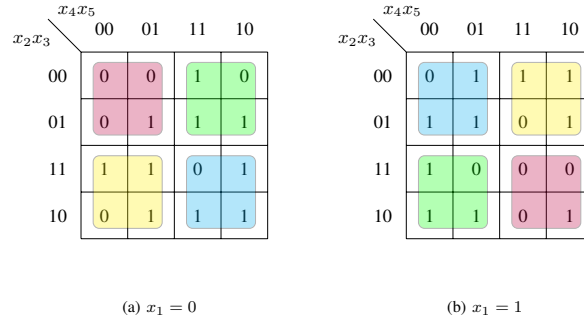 x₄x₅ x₄x₅
x₂x₃ 00 01 11 10 x₂x₃ 00 01 11 10
00 0 0 1 0 00 0 1 1 1
01 0 1 1 1 01 1 1 0 1
11 1 1 0 1 11 1 0 0 0
10 0 1 1 1 10 1 1 0 1
(a) x₁ = 0 (b) x₁ = 1